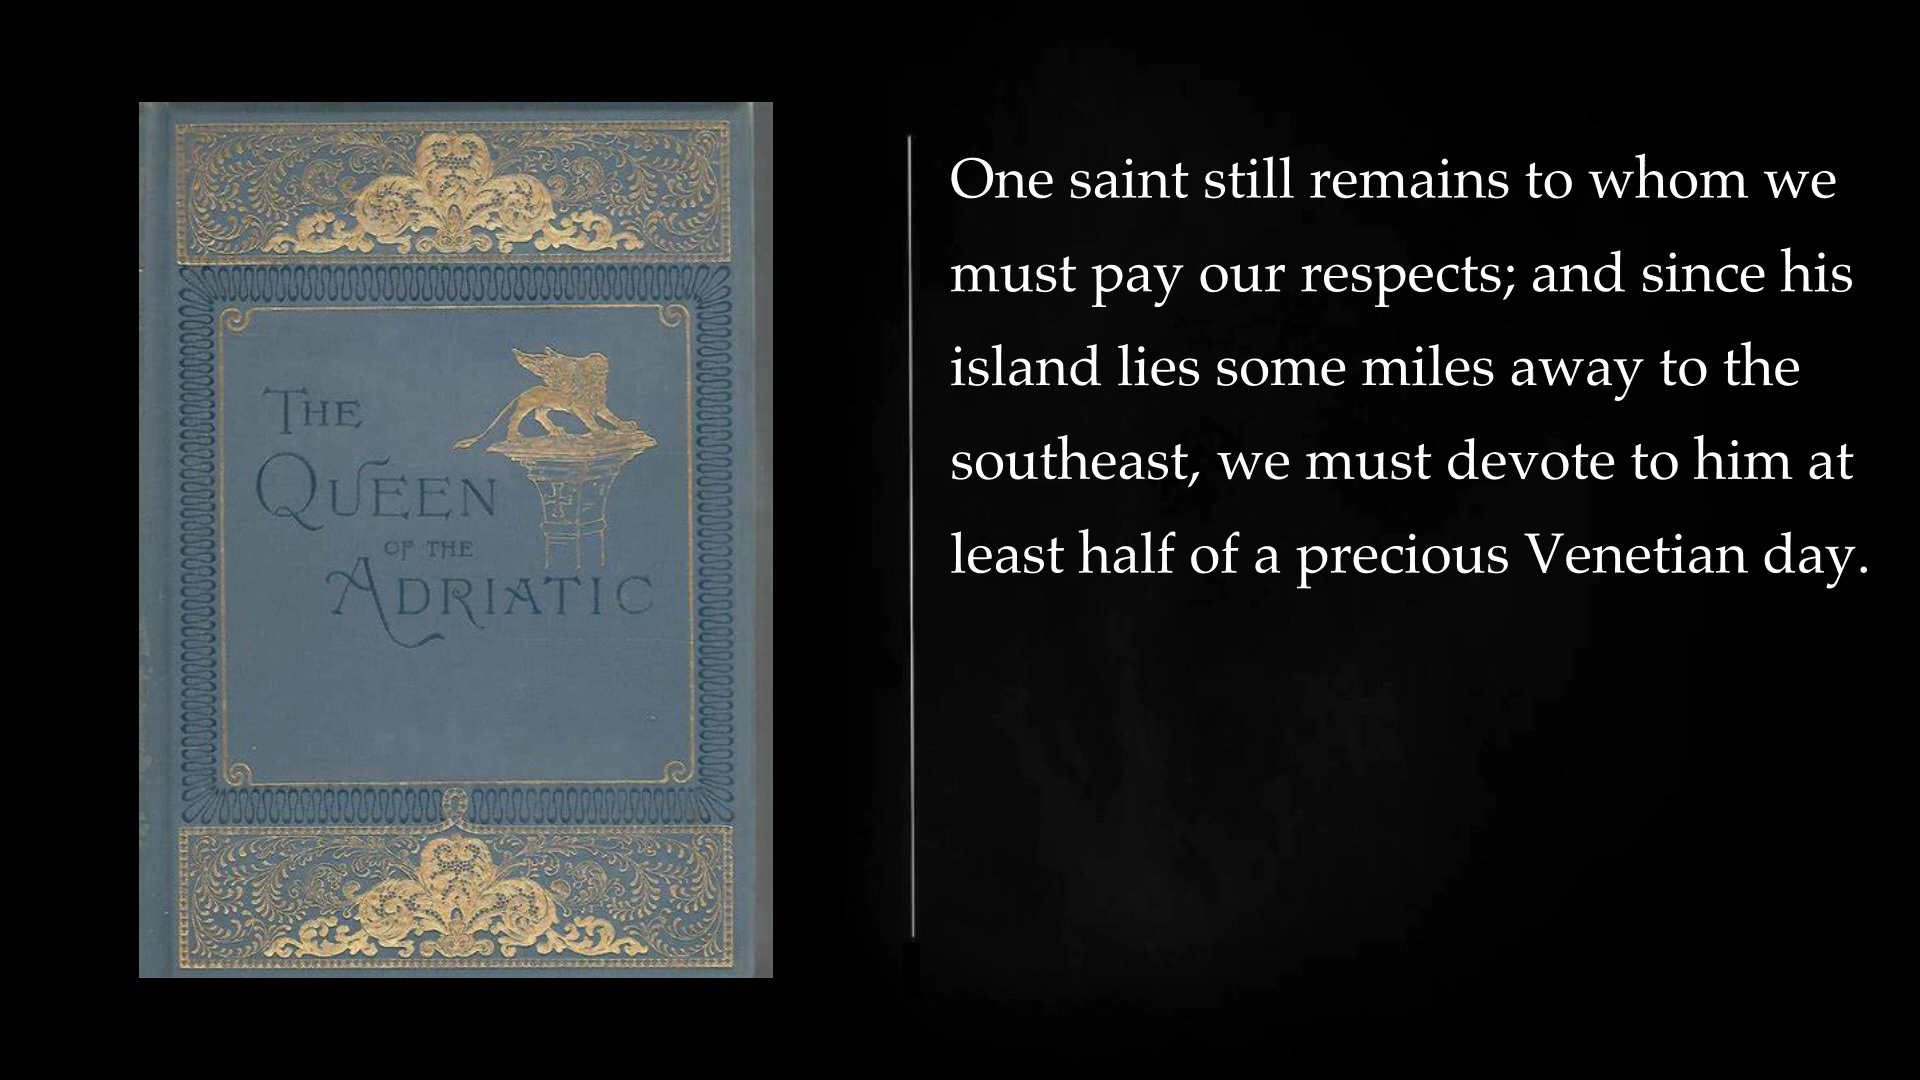 THE
QUEEN
OF THE
ADRIATIC
One saint still remains to whom we
must pay our respects; and since his
island lies some miles away to the
southeast, we must devote to him at
least half of a precious Venetian day.